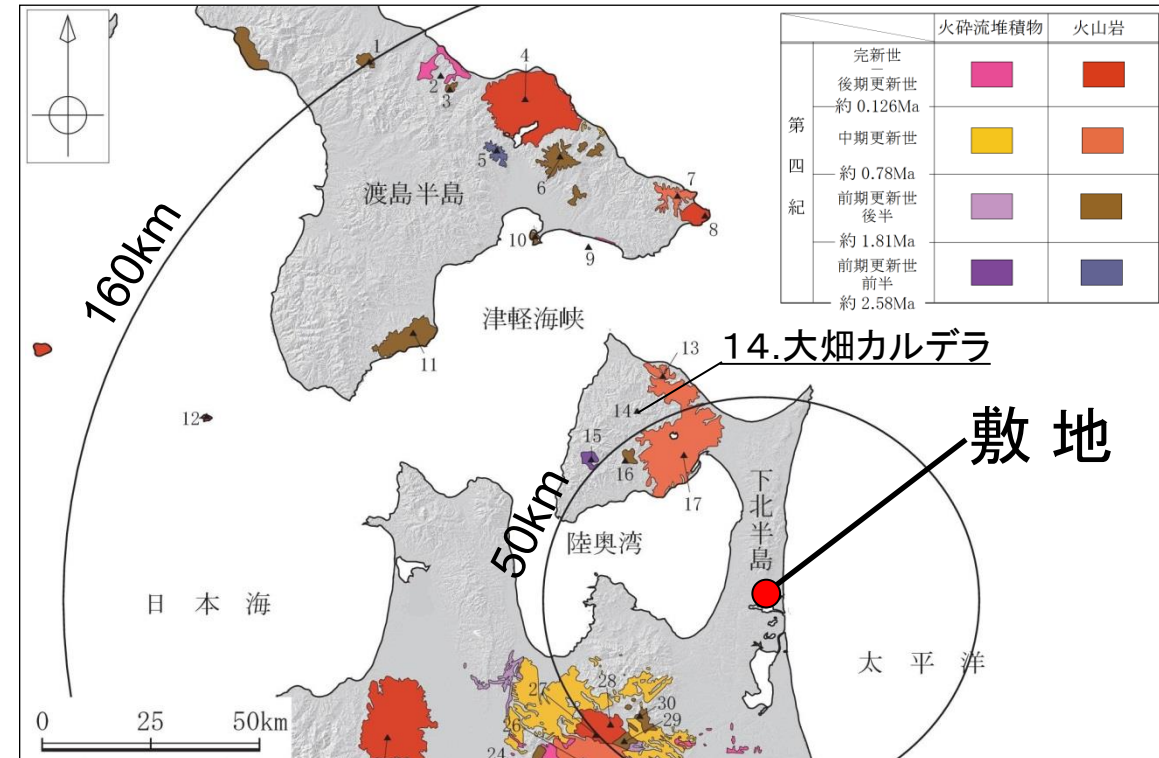 火砕流堆積物
火山岩
第四紀
完新世
|
後期更新世
約 0.126Ma
中期更新世
約 0.78Ma
前期更新世
後半
約 1.81Ma
前期更新世
前半
約 2.58Ma
1
2
3
4
5
6
7
8
渡島半島
160km
10
9
津軽海峡
11
14.大畑カルデラ
13
12
14
敷 地
15
16
17
下北半島
50km
陸奥湾
日 本 海
太 平 洋
28
27
30
29
26
24
0 25 50km